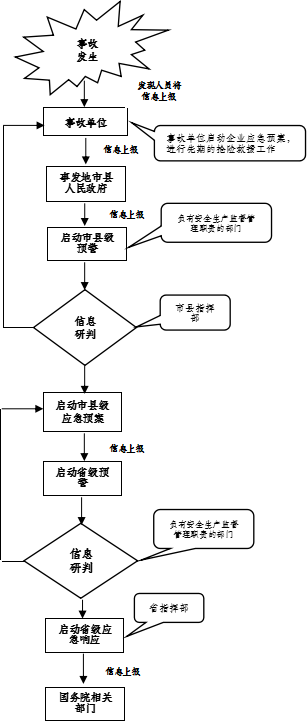 事故
发生
发现人员将
信息上报
事故单位
事故单位启动企业应急预案，
进行先期的抢险救援工作
信息上报
事发地市县
人民政府
信息上报
负有安全生产监督管
理职责的部门
启动市县级
预警
市县指挥
部
信息
研判
启动市县级
应急预案
信息上报
启动省级预
警
负有安全生产监督
管理职责的部门
信息
研判
省指挥部
启动省级应
急响应
信息上报
国务院相关
部门